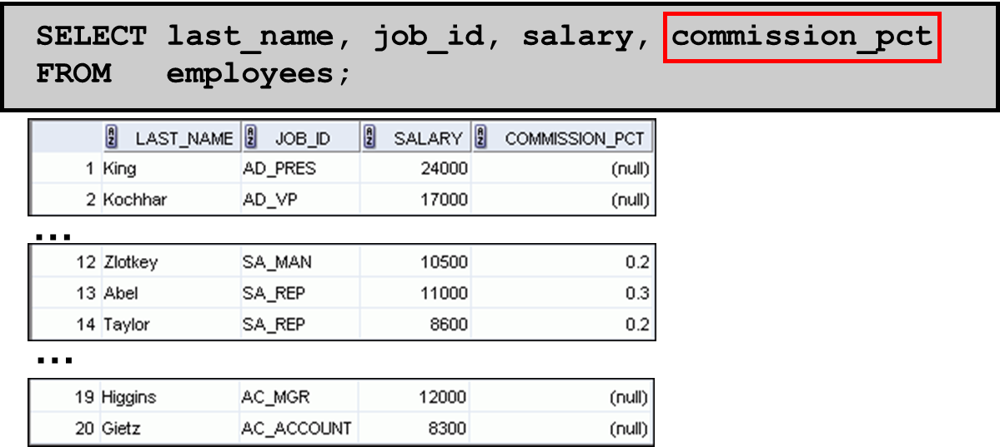 SELECT last_name, job_id, salary, commission_pct
FROM employees;
LAST_NAME JOB_ID SALARY COMMISSION_PCT
1 King AD_PRES 24000 (null)
2 Kochhar AD_VP 17000 (null)
...
12 Zlotkey SA_MAN 10500 0.2
13 Abel SA_REP 11000 0.3
14 Taylor SA_REP 8600 0.2
...
19 Higgins AC_MGR 12000 (null)
20 Gietz AC_ACCOUNT 8300 (null)